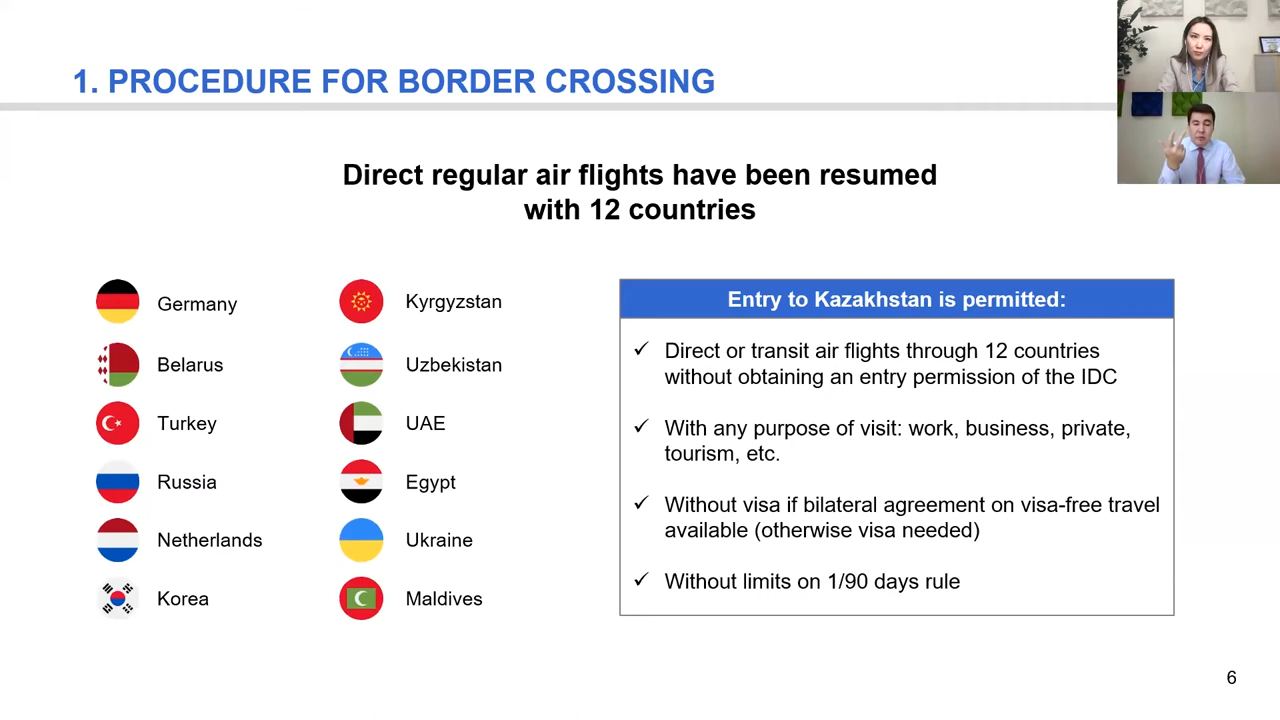 1. PROCEDURE FOR BORDER CROSSING
Direct regular air flights have been resumed
with 12 countries
Germany
Belarus
Turkey
Russia
Netherlands
Korea
Kyrgyzstan
Uzbekistan
UAE
Egypt
Ukraine
Maldives
Entry to Kazakhstan is permitted:
✓ Direct or transit air flights through 12 countries
without obtaining an entry permission of the IDC
✓ With any purpose of visit: work, business, private,
tourism, etc.
✓ Without visa if bilateral agreement on visa-free travel
available (otherwise visa needed)
✓ Without limits on 1/90 days rule
6